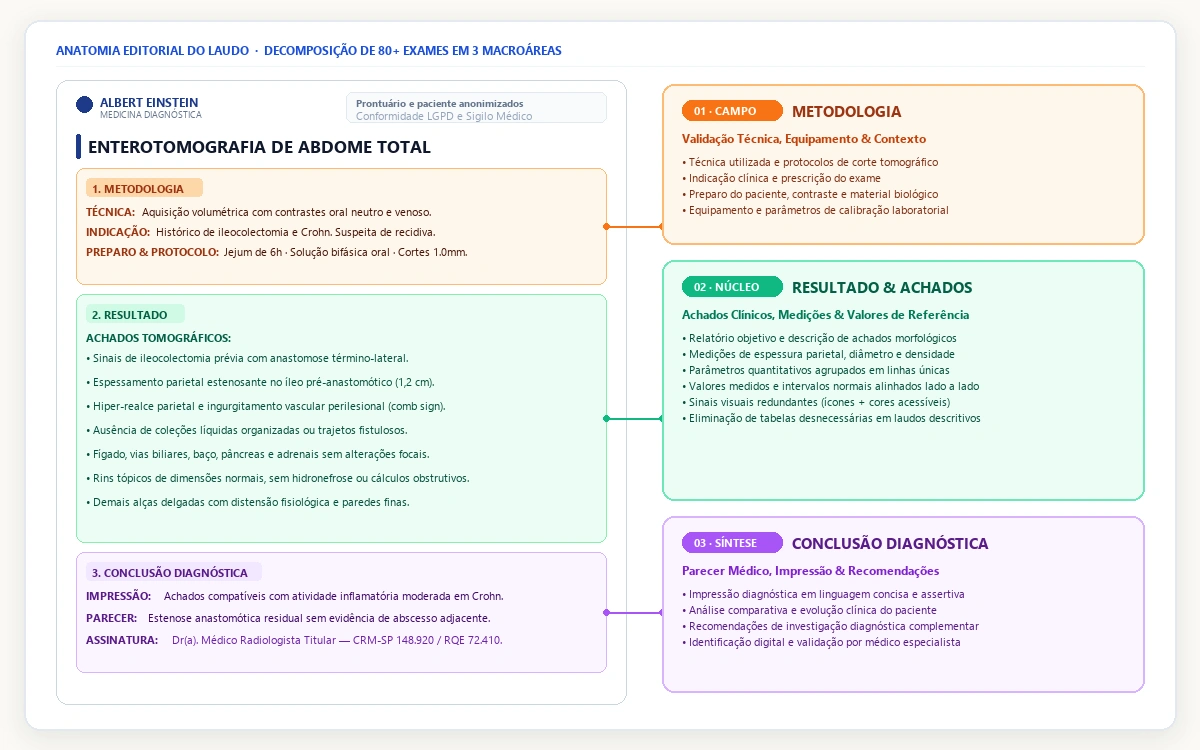 ANATOMIA EDITORIAL DO LAUDO · DECOMPOSIÇÃO DE 80+ EXAMES EM 3 MACROÁREAS
ALBERT EINSTEIN
MEDICINA DIAGNÓSTICA
Prontuário e paciente anonimizados
Conformidade LGPD e Sigilo Médico
ENTEROTOMOGRAFIA DE ABDOME TOTAL
1. METODOLOGIA
TÉCNICA: Aquisição volumétrica com contrastes oral neutro e venoso.
INDICAÇÃO: Histórico de ileocolectomia e Crohn. Suspeita de recidiva.
PREPARO & PROTOCOLO: Jejum de 6h · Solução bifásica oral · Cortes 1.0mm.
2. RESULTADO
ACHADOS TOMOGRÁFICOS:
• Sinais de ileocolectomia prévia com anastomose término-lateral.
• Espessamento parietal estenosante no íleo pré-anastomótico (1,2 cm).
• Hiper-realce parietal e ingurgitamento vascular perilesional (comb sign).
• Ausência de coleções líquidas organizadas ou trajetos fistulosos.
• Fígado, vias biliares, baço, pâncreas e adrenais sem alterações focais.
• Rins tópicos de dimensões normais, sem hidronefrose ou cálculos obstrutivos.
• Demais alças delgadas com distensão fisiológica e paredes finas.
3. CONCLUSÃO DIAGNÓSTICA
IMPRESSÃO: Achados compatíveis com atividade inflamatória moderada em Crohn.
PARECER: Estenose anastomótica residual sem evidência de abscesso adjacente.
ASSINATURA: Dr(a). Médico Radiologista Titular — CRM-SP 148.920 / RQE 72.410.
01 · CAMPO
METODOLOGIA
Validação Técnica, Equipamento & Contexto
• Técnica utilizada e protocolos de corte tomográfico
• Indicação clínica e prescrição do exame
• Preparo do paciente, contraste e material biológico
• Equipamento e parâmetros de calibração laboratorial
02 · NÚCLEO
RESULTADO & ACHADOS
Achados Clínicos, Medições & Valores de Referência
• Relatório objetivo e descrição de achados morfológicos
• Medições de espessura parietal, diâmetro e densidade
• Parâmetros quantitativos agrupados em linhas únicas
• Valores medidos e intervalos normais alinhados lado a lado
• Sinais visuais redundantes (ícones + cores acessíveis)
• Eliminação de tabelas desnecessárias em laudos descritivos
03 · SÍNTESE
CONCLUSÃO DIAGNÓSTICA
Parecer Médico, Impressão & Recomendações
• Impressão diagnóstica em linguagem concisa e assertiva
• Análise comparativa e evolução clínica do paciente
• Recomendações de investigação diagnóstica complementar
• Identificação digital e validação por médico especialista